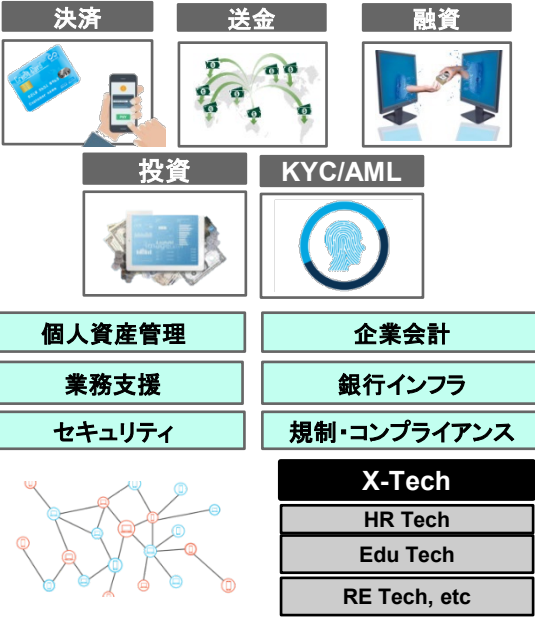 決済
送金
融資
投資
KYC/AML
個人資産管理
企業会計
業務支援
銀行インフラ
セキュリティ
規制・コンプライアンス
X-Tech
HR Tech
Edu Tech
RE Tech, etc